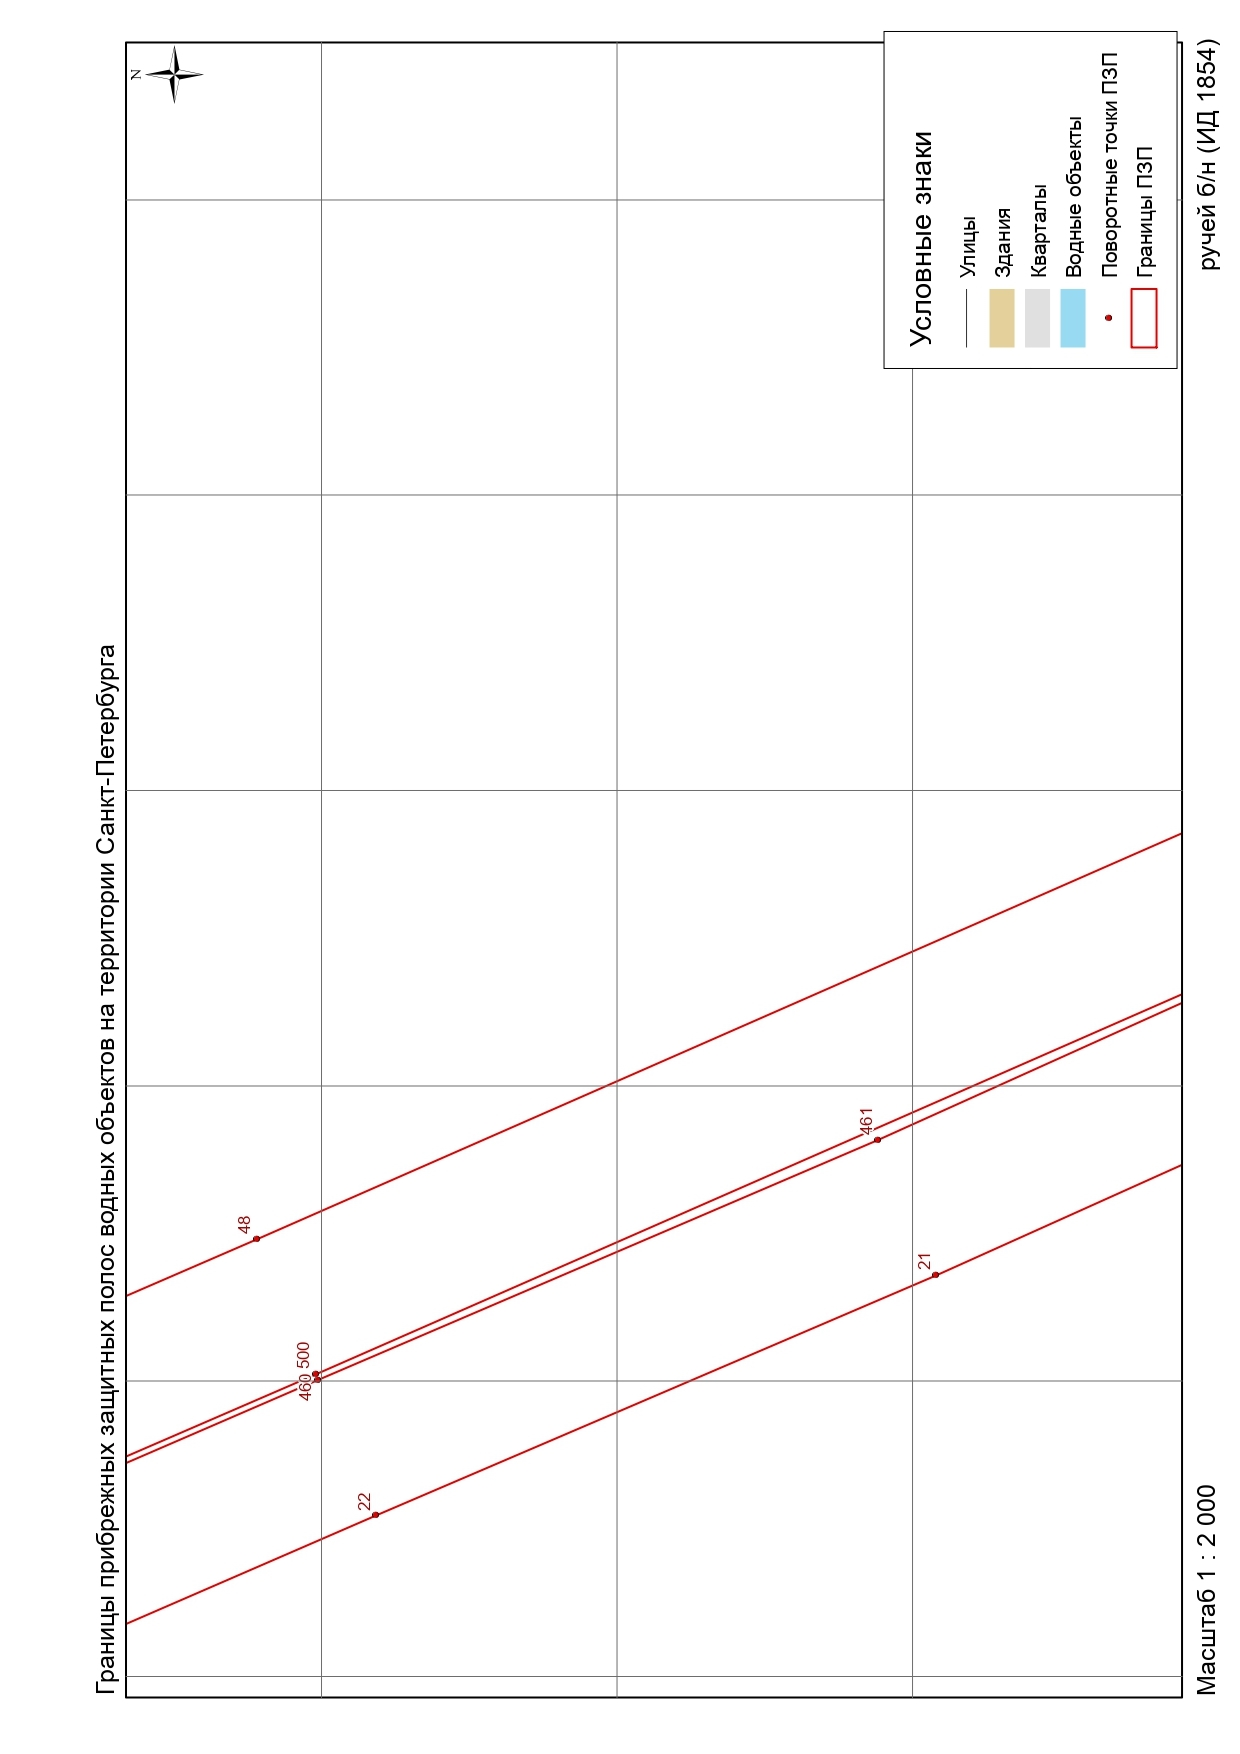 Границы прибрежных защитных полос водных объектов на территории Санкт-Петербурга
N
48
500
460
22
461
21
Условные знаки
Улицы
Здания
Кварталы
Водные объекты
Поворотные точки ПЗП
Границы ПЗП
Масштаб 1 : 2 000
ручей б/н (ИД 1854)